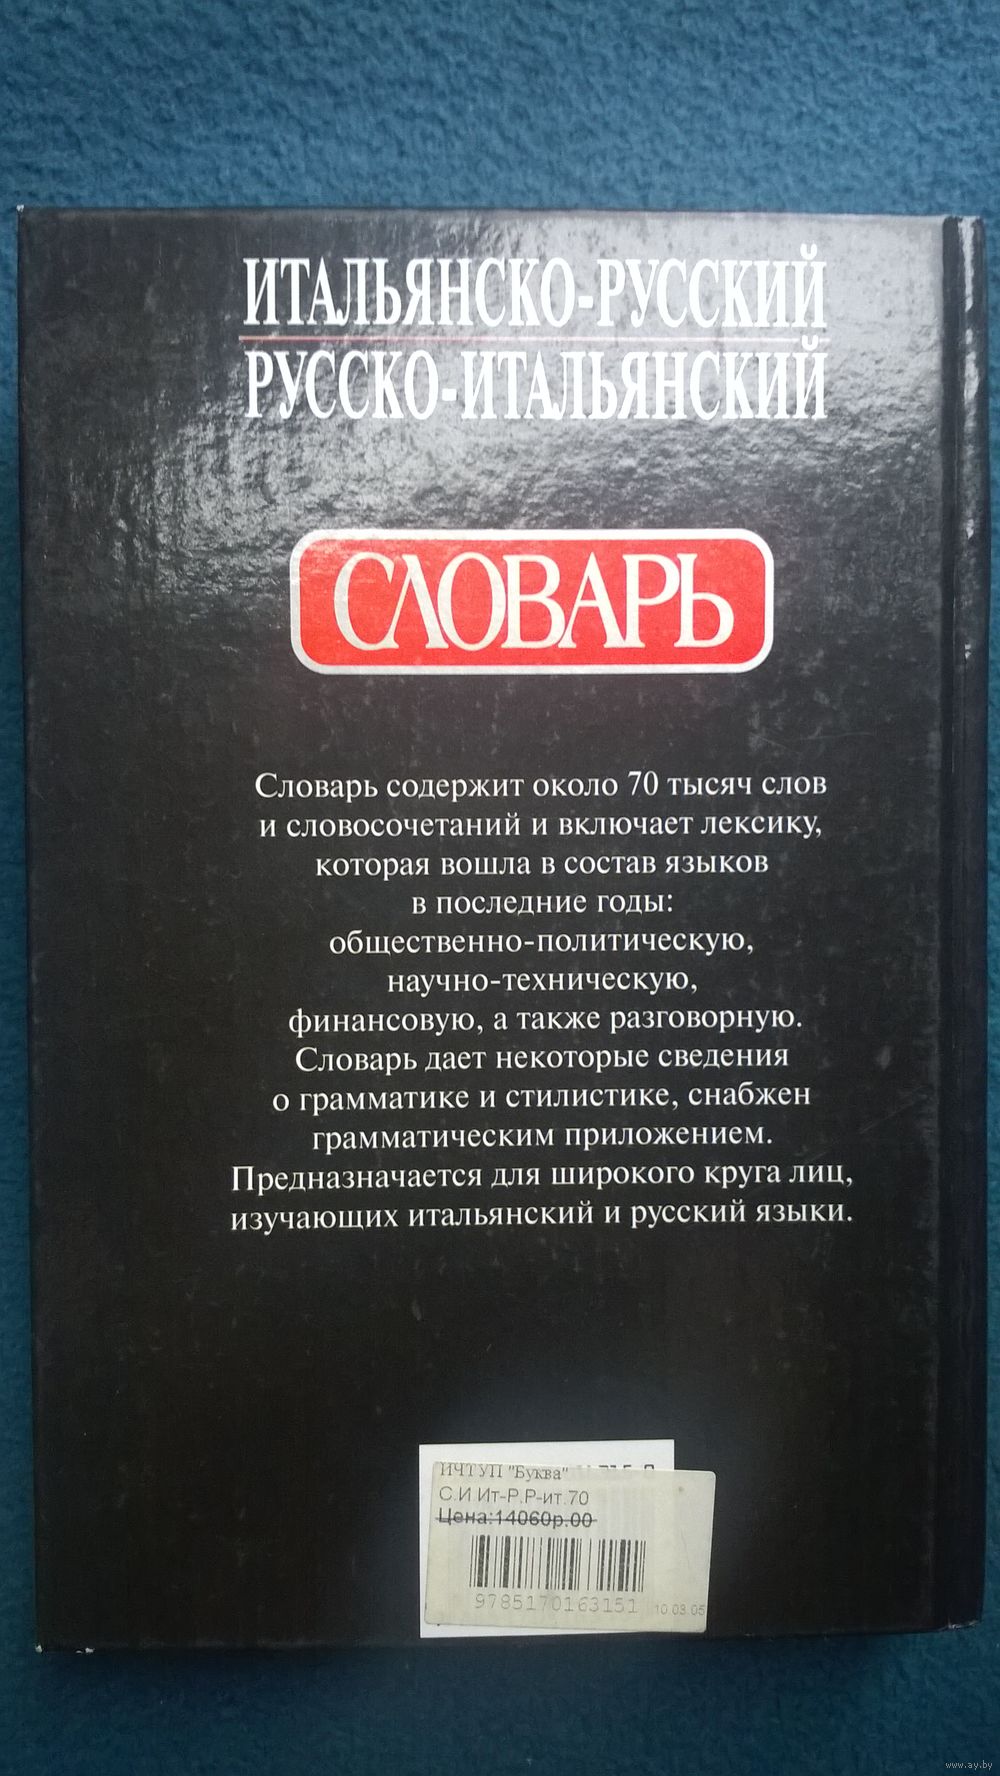 ИТАЛЬЯНСКО-РУССКИЙ
РУССКО-ИТАЛЬЯНСКИЙ
СЛОВАРЬ
Словарь содержит около 70 тысяч слов
и словосочетаний и включает лексику,
которая вошла в состав языков
в последние годы:
общественно-политическую,
научно-техническую,
финансовую, а также разговорную.
Словарь дает некоторые сведения
о грамматике и стилистике, снабжен
грамматическим приложением.
Предназначается для широкого круга лиц,
изучающих итальянский и русский языки.
ИЧТУП "Буква"
С.И Ит-Р.Р-ит.70
Цена:14060р.00
9785170163151
10.03.05
www.ay.by